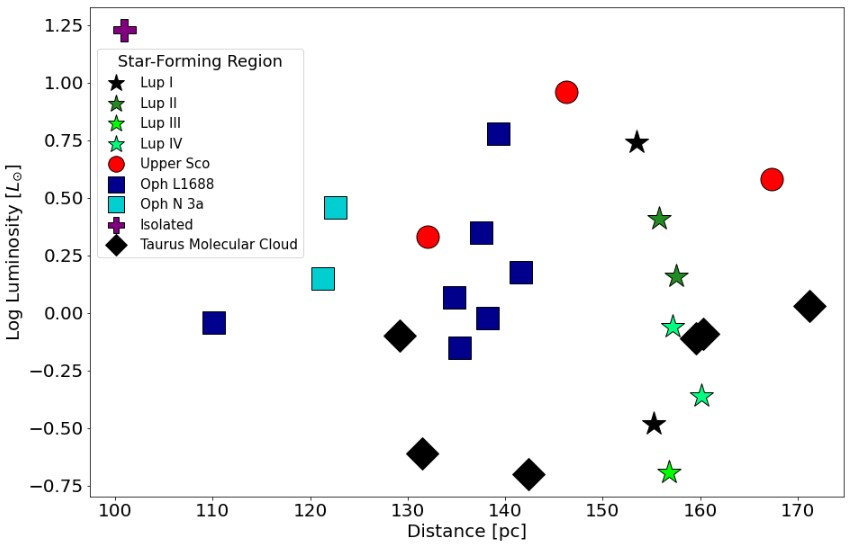 1.25
1.00
0.75
0.50
0.25
0.00
−0.25
−0.50
−0.75
Log Luminosity [L⊙]
Star-Forming Region
Lup I
Lup II
Lup III
Lup IV
Upper Sco
Oph L1688
Oph N 3a
Isolated
Taurus Molecular Cloud
100 110 120 130 140 150 160 170
Distance [pc]